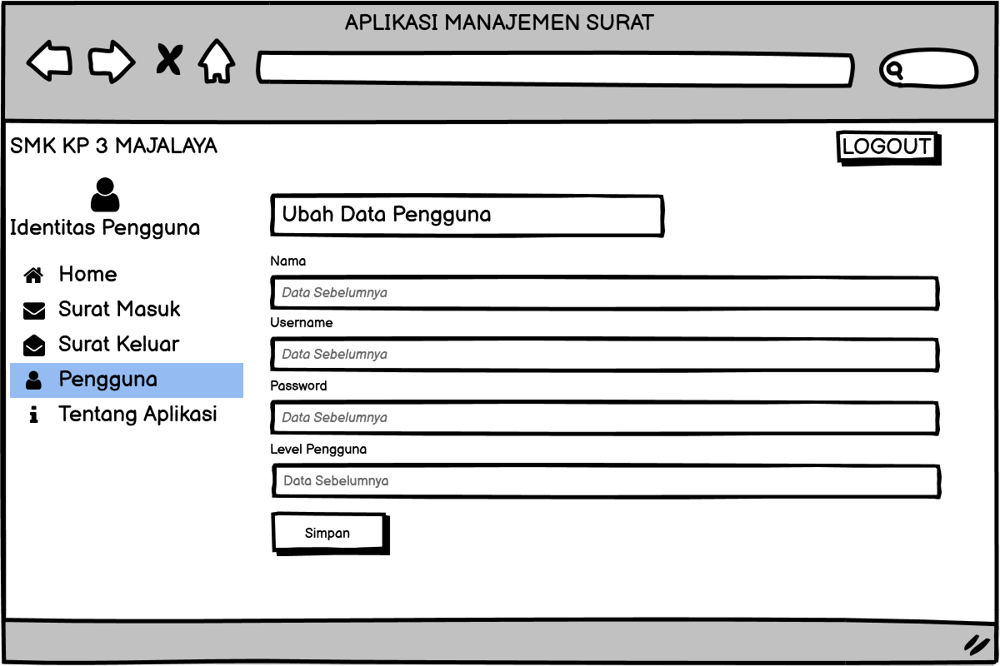 APLIKASI MANAJEMEN SURAT
SMK KP 3 MAJALAYA
LOGOUT
Identitas Pengguna
Home
Surat Masuk
Surat Keluar
Pengguna
Tentang Aplikasi
Ubah Data Pengguna
Nama
Data Sebelumnya
Username
Data Sebelumnya
Password
Data Sebelumnya
Level Pengguna
Data Sebelumnya
Simpan